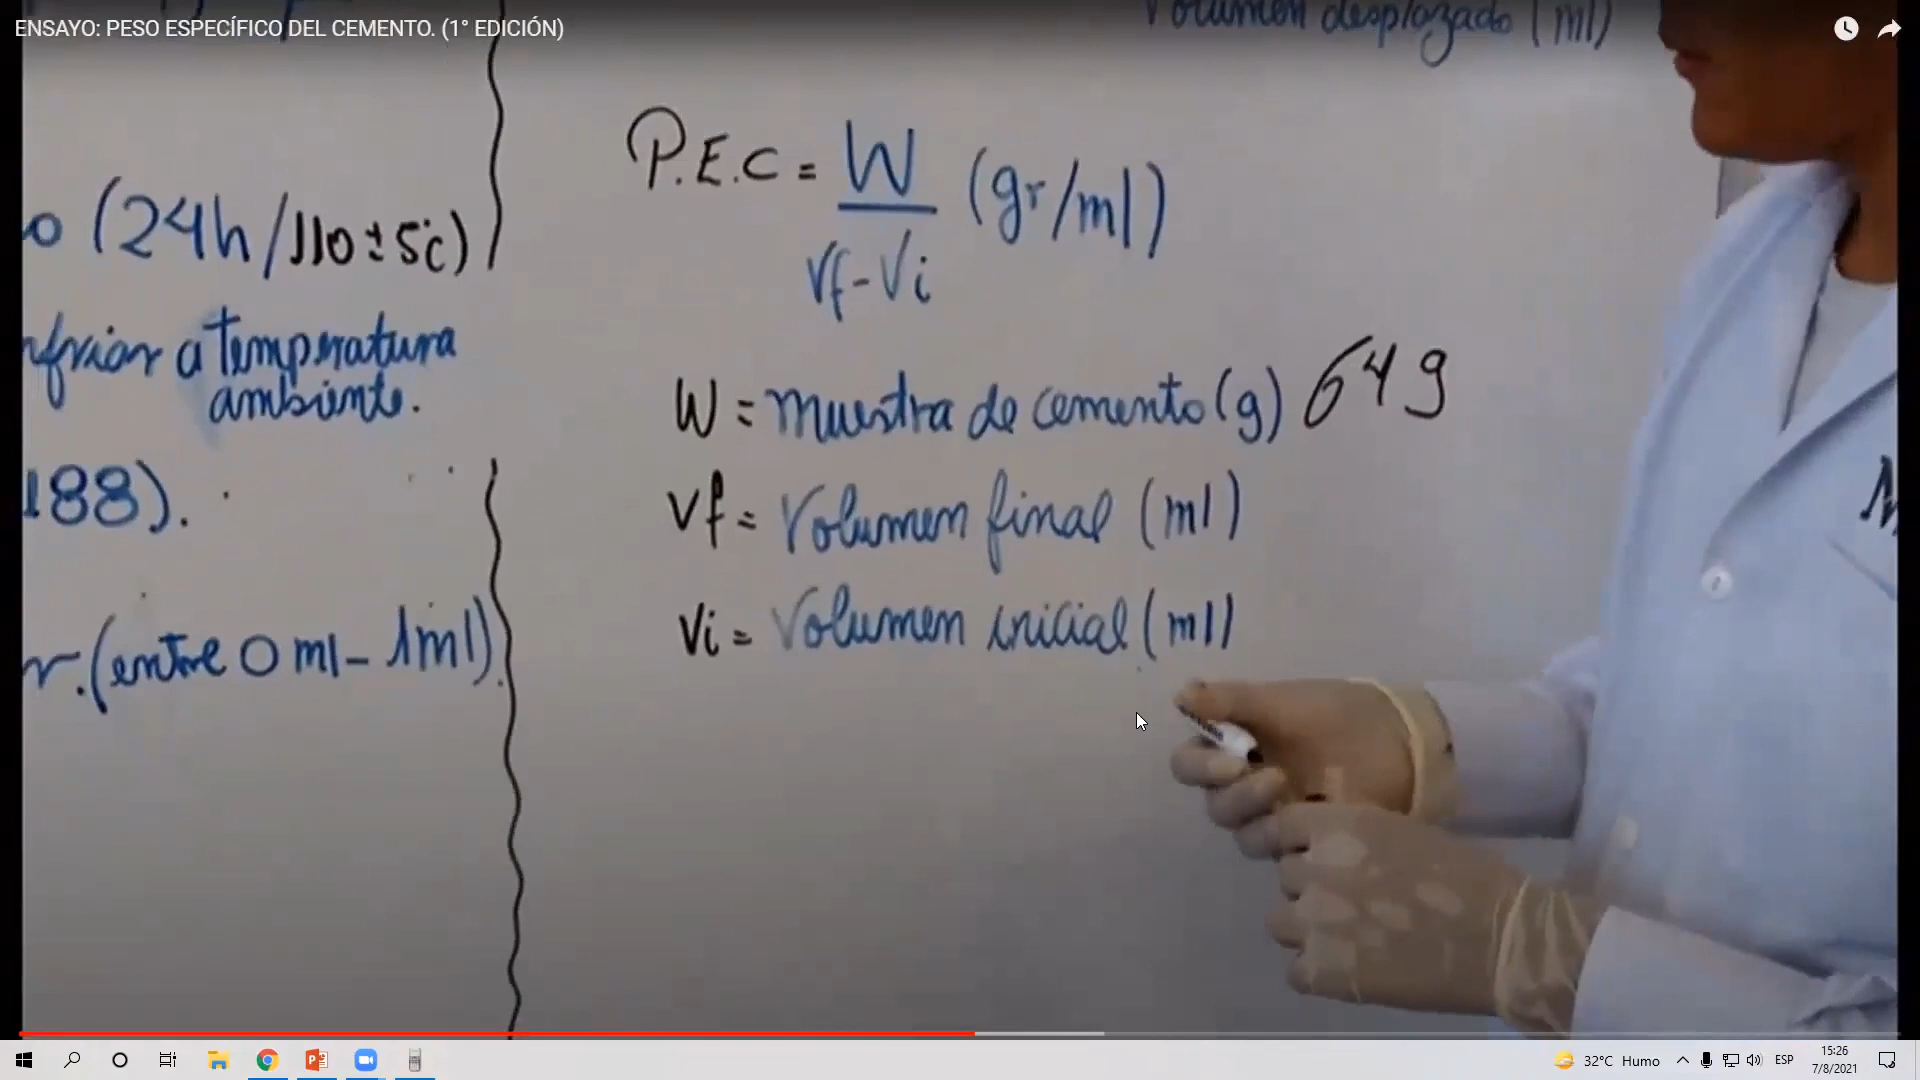 ENSAYO: PESO ESPECÍFICO DEL CEMENTO. (1° EDICIÓN)
Volumen desplazado (ml)
P.E.C = W (gr/ml)
Vf-Vi
o (24h/110±5c)
nfriar a temperatura
ambiente.
W = muestra de cemento (g) 64 g
188).
Vf = Volumen final (ml)
r. (entre 0 ml - 1ml).
Vi = Volumen inicial (ml)
32°C Humo
ESP
15:26
7/8/2021